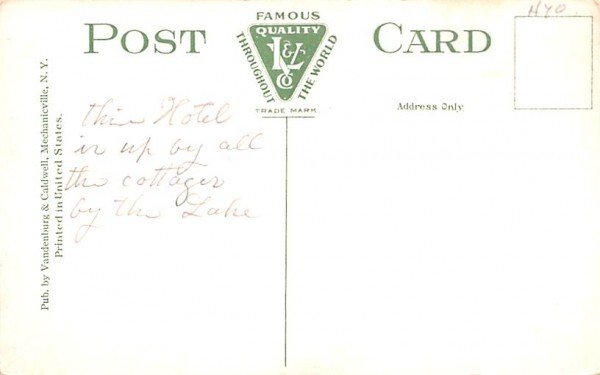 POST CARD
FAMOUS
QUALITY
THROUGHOUT THE WORLD
L & Co
TRADE MARK
Address Only
Pub. by Vandenburg & Caldwell, Mechanicville, N. Y.
Printed in United States.
this Hotel
is up by all
the cottages
by the Lake